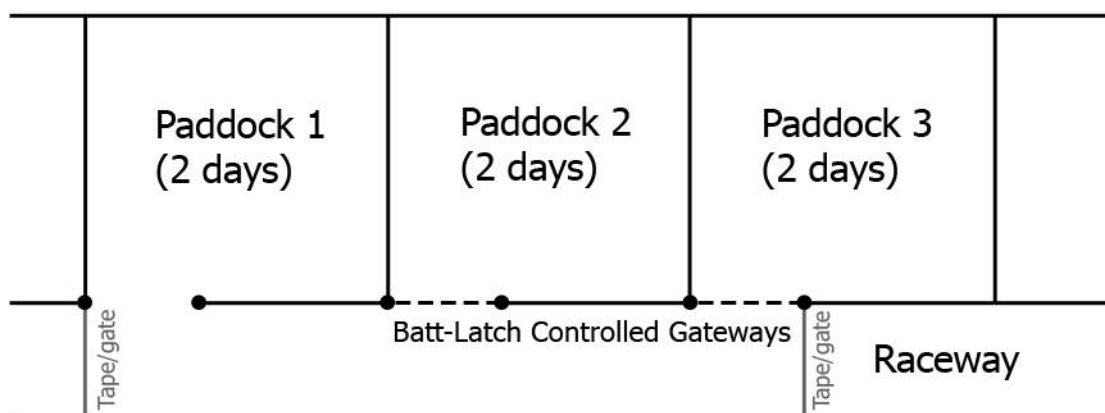 Paddock 1
(2 days)
Paddock 2
(2 days)
Paddock 3
(2 days)
Tape/gate
Batt-Latch Controlled Gateways
Tape/gate
Raceway